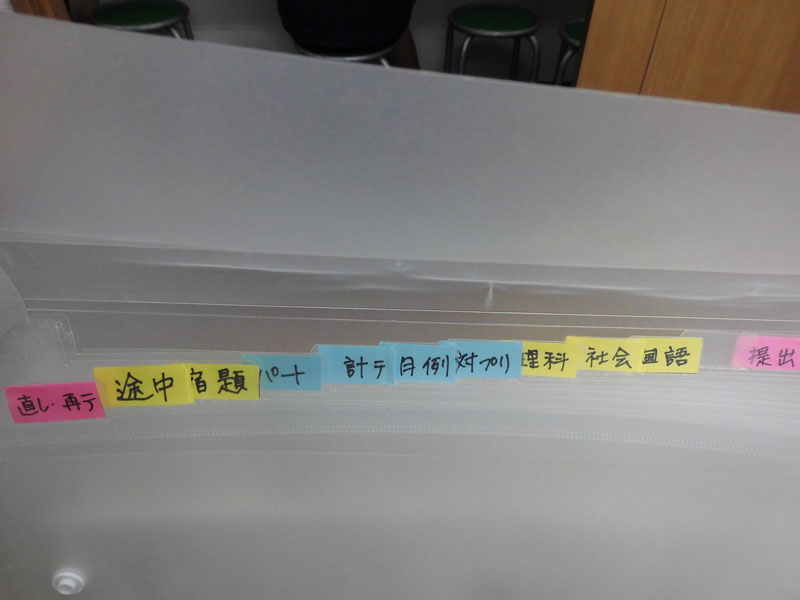 直し・再テ
途中
宿題
パート
計テ
月例
対プリ
理科
社会
国語
提出